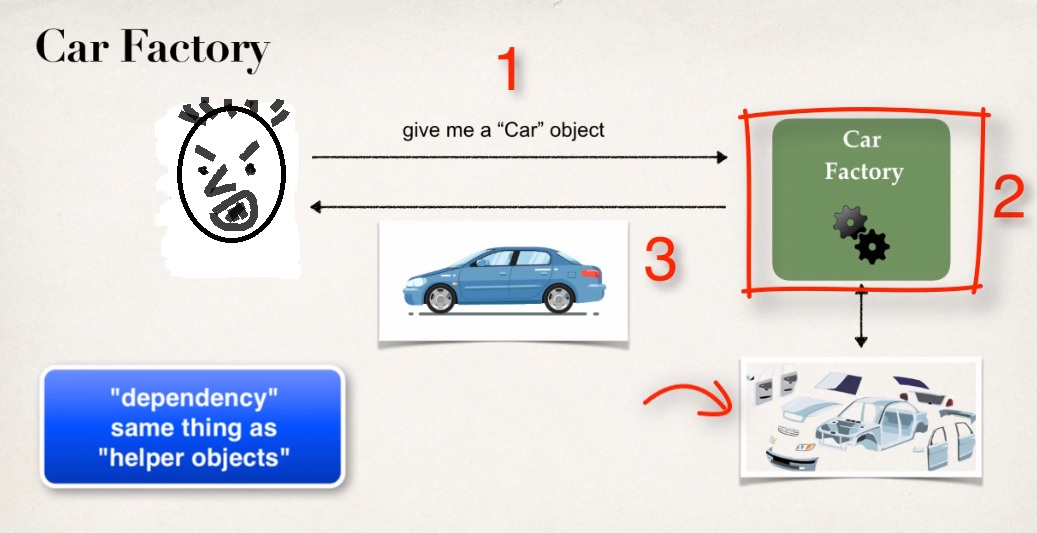 Car Factory
1
give me a “Car” object
Car
Factory
2
3
"dependency"
same thing as
"helper objects"